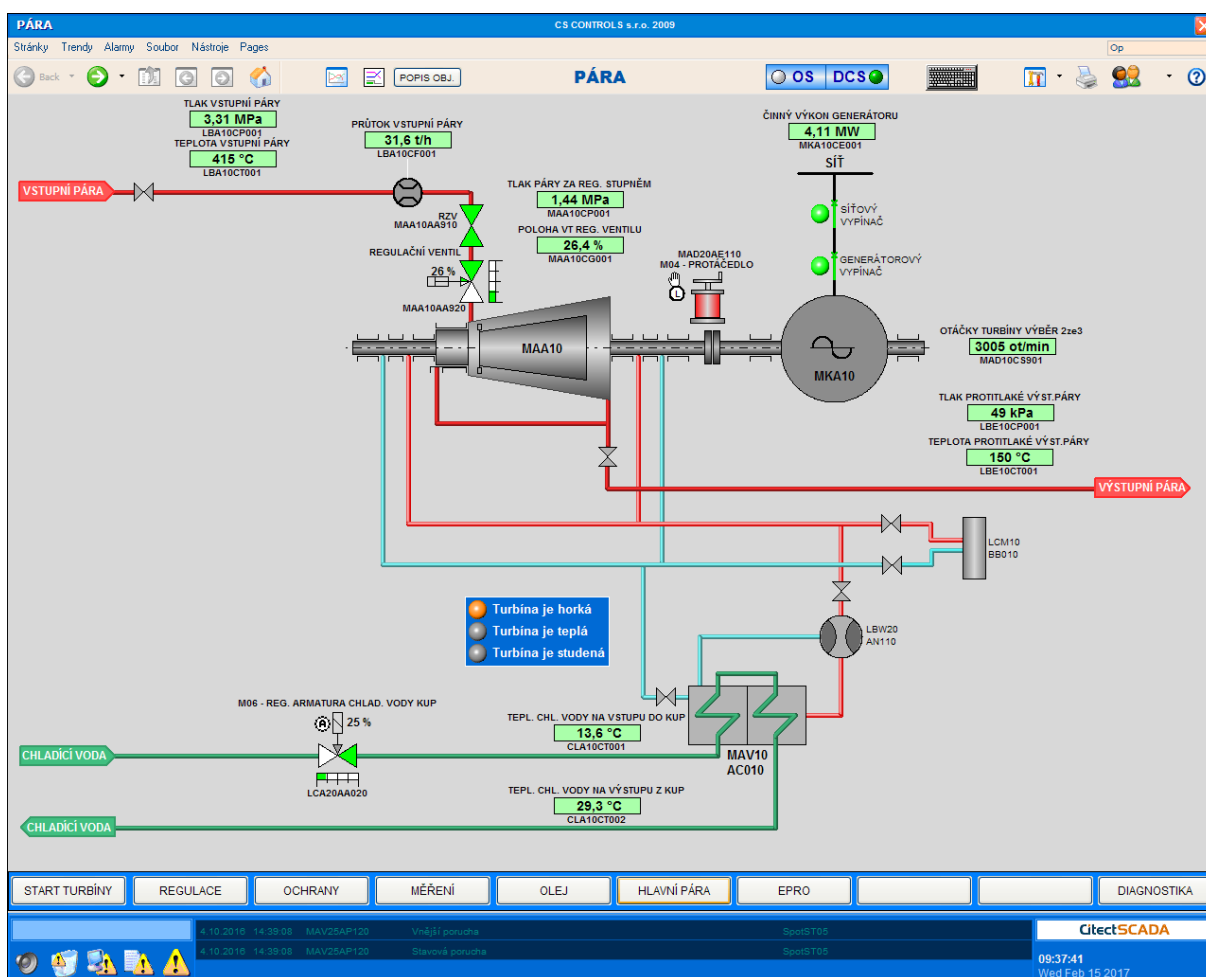 PÁRA
CS CONTROLS s.r.o. 2009
Stránky Trendy Alarmy Soubor Nástroje Pages
Op
Back
POPIS OBJ.
PÁRA
OS DCS
TLAK VSTUPNÍ PÁRY
3,31 MPa
LBA10CP001
TEPLOTA VSTUPNÍ PÁRY
415 °C
LBA10CT001
PRŮTOK VSTUPNÍ PÁRY
31,6 t/h
LBA10CF001
ČINNÝ VÝKON GENERÁTORU
4,11 MW
MKA10CE001
SÍŤ
VSTUPNÍ PÁRA
TLAK PÁRY ZA REG. STUPNĚM
1,44 MPa
MAA10CP001
POLOHA VT REG. VENTILU
26,4 %
MAA10CG001
RZV
MAA10AA910
SÍŤOVÝ
VYPÍNAČ
REGULAČNÍ VENTIL
26 %
MAA10AA920
MAD20AE110
M04 - PROTÁČEDLO
L
GENERÁTOROVÝ
VYPÍNAČ
MAA10
MKA10
OTÁČKY TURBÍNY VÝBĚR 2ze3
3005 ot/min
MAD10CS901
TLAK PROTITLAKÉ VÝST.PÁRY
49 kPa
LBE10CP001
TEPLOTA PROTITLAKÉ VÝST.PÁRY
150 °C
LBE10CT001
VÝSTUPNÍ PÁRA
LCM10
BB010
Turbína je horká
Turbína je teplá
Turbína je studená
LBW20
AN110
M06 - REG. ARMATURA CHLAD. VODY KUP
A 25 %
LCA20AA020
TEPL. CHL. VODY NA VSTUPU DO KUP
13,6 °C
CLA10CT001
MAV10
AC010
CHLADÍCÍ VODA
TEPL. CHL. VODY NA VÝSTUPU Z KUP
29,3 °C
CLA10CT002
CHLADÍCÍ VODA
START TURBÍNY REGULACE OCHRANY MĚŘENÍ OLEJ HLAVNÍ PÁRA EPRO DIAGNOSTIKA
4.10.2016 14:39:08 MAV25AP120 Vnější porucha SpotST05
4.10.2016 14:39:08 MAV25AP120 Stavová porucha SpotST05
CitectSCADA
09:37:41
Wed Feb 15 2017